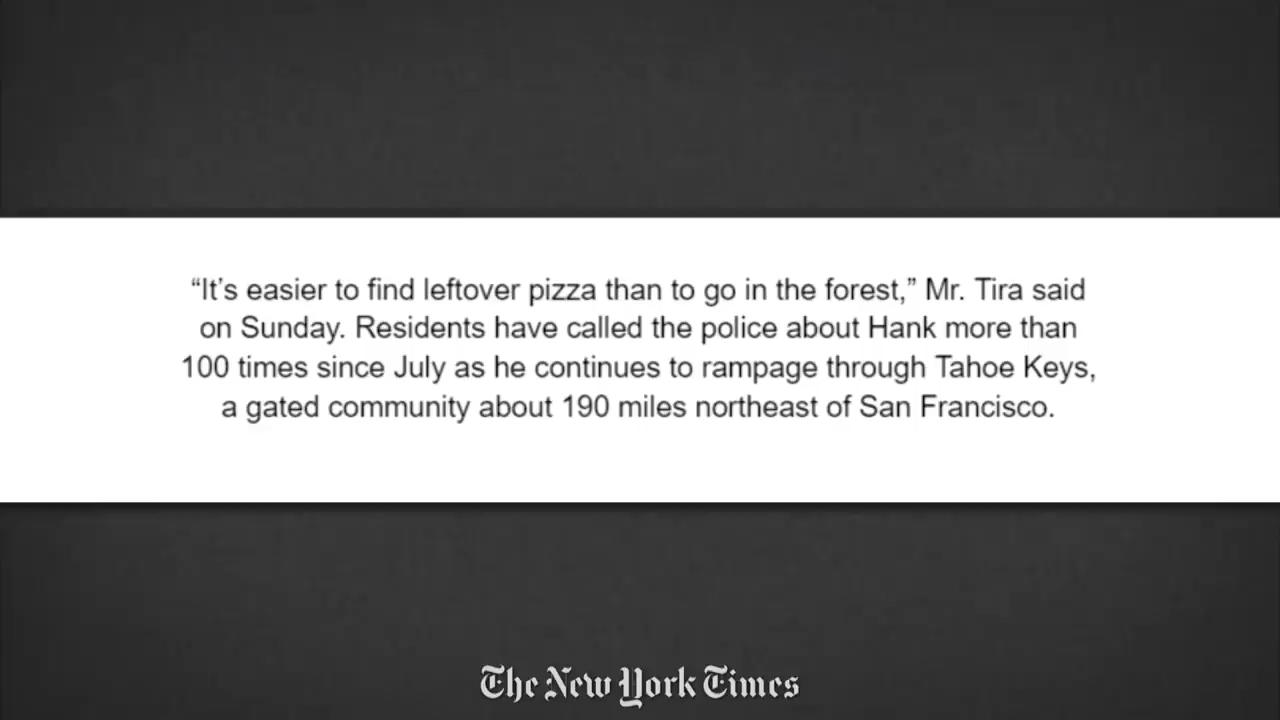 “It’s easier to find leftover pizza than to go in the forest,” Mr. Tira said
on Sunday. Residents have called the police about Hank more than
100 times since July as he continues to rampage through Tahoe Keys,
a gated community about 190 miles northeast of San Francisco.
The New York Times